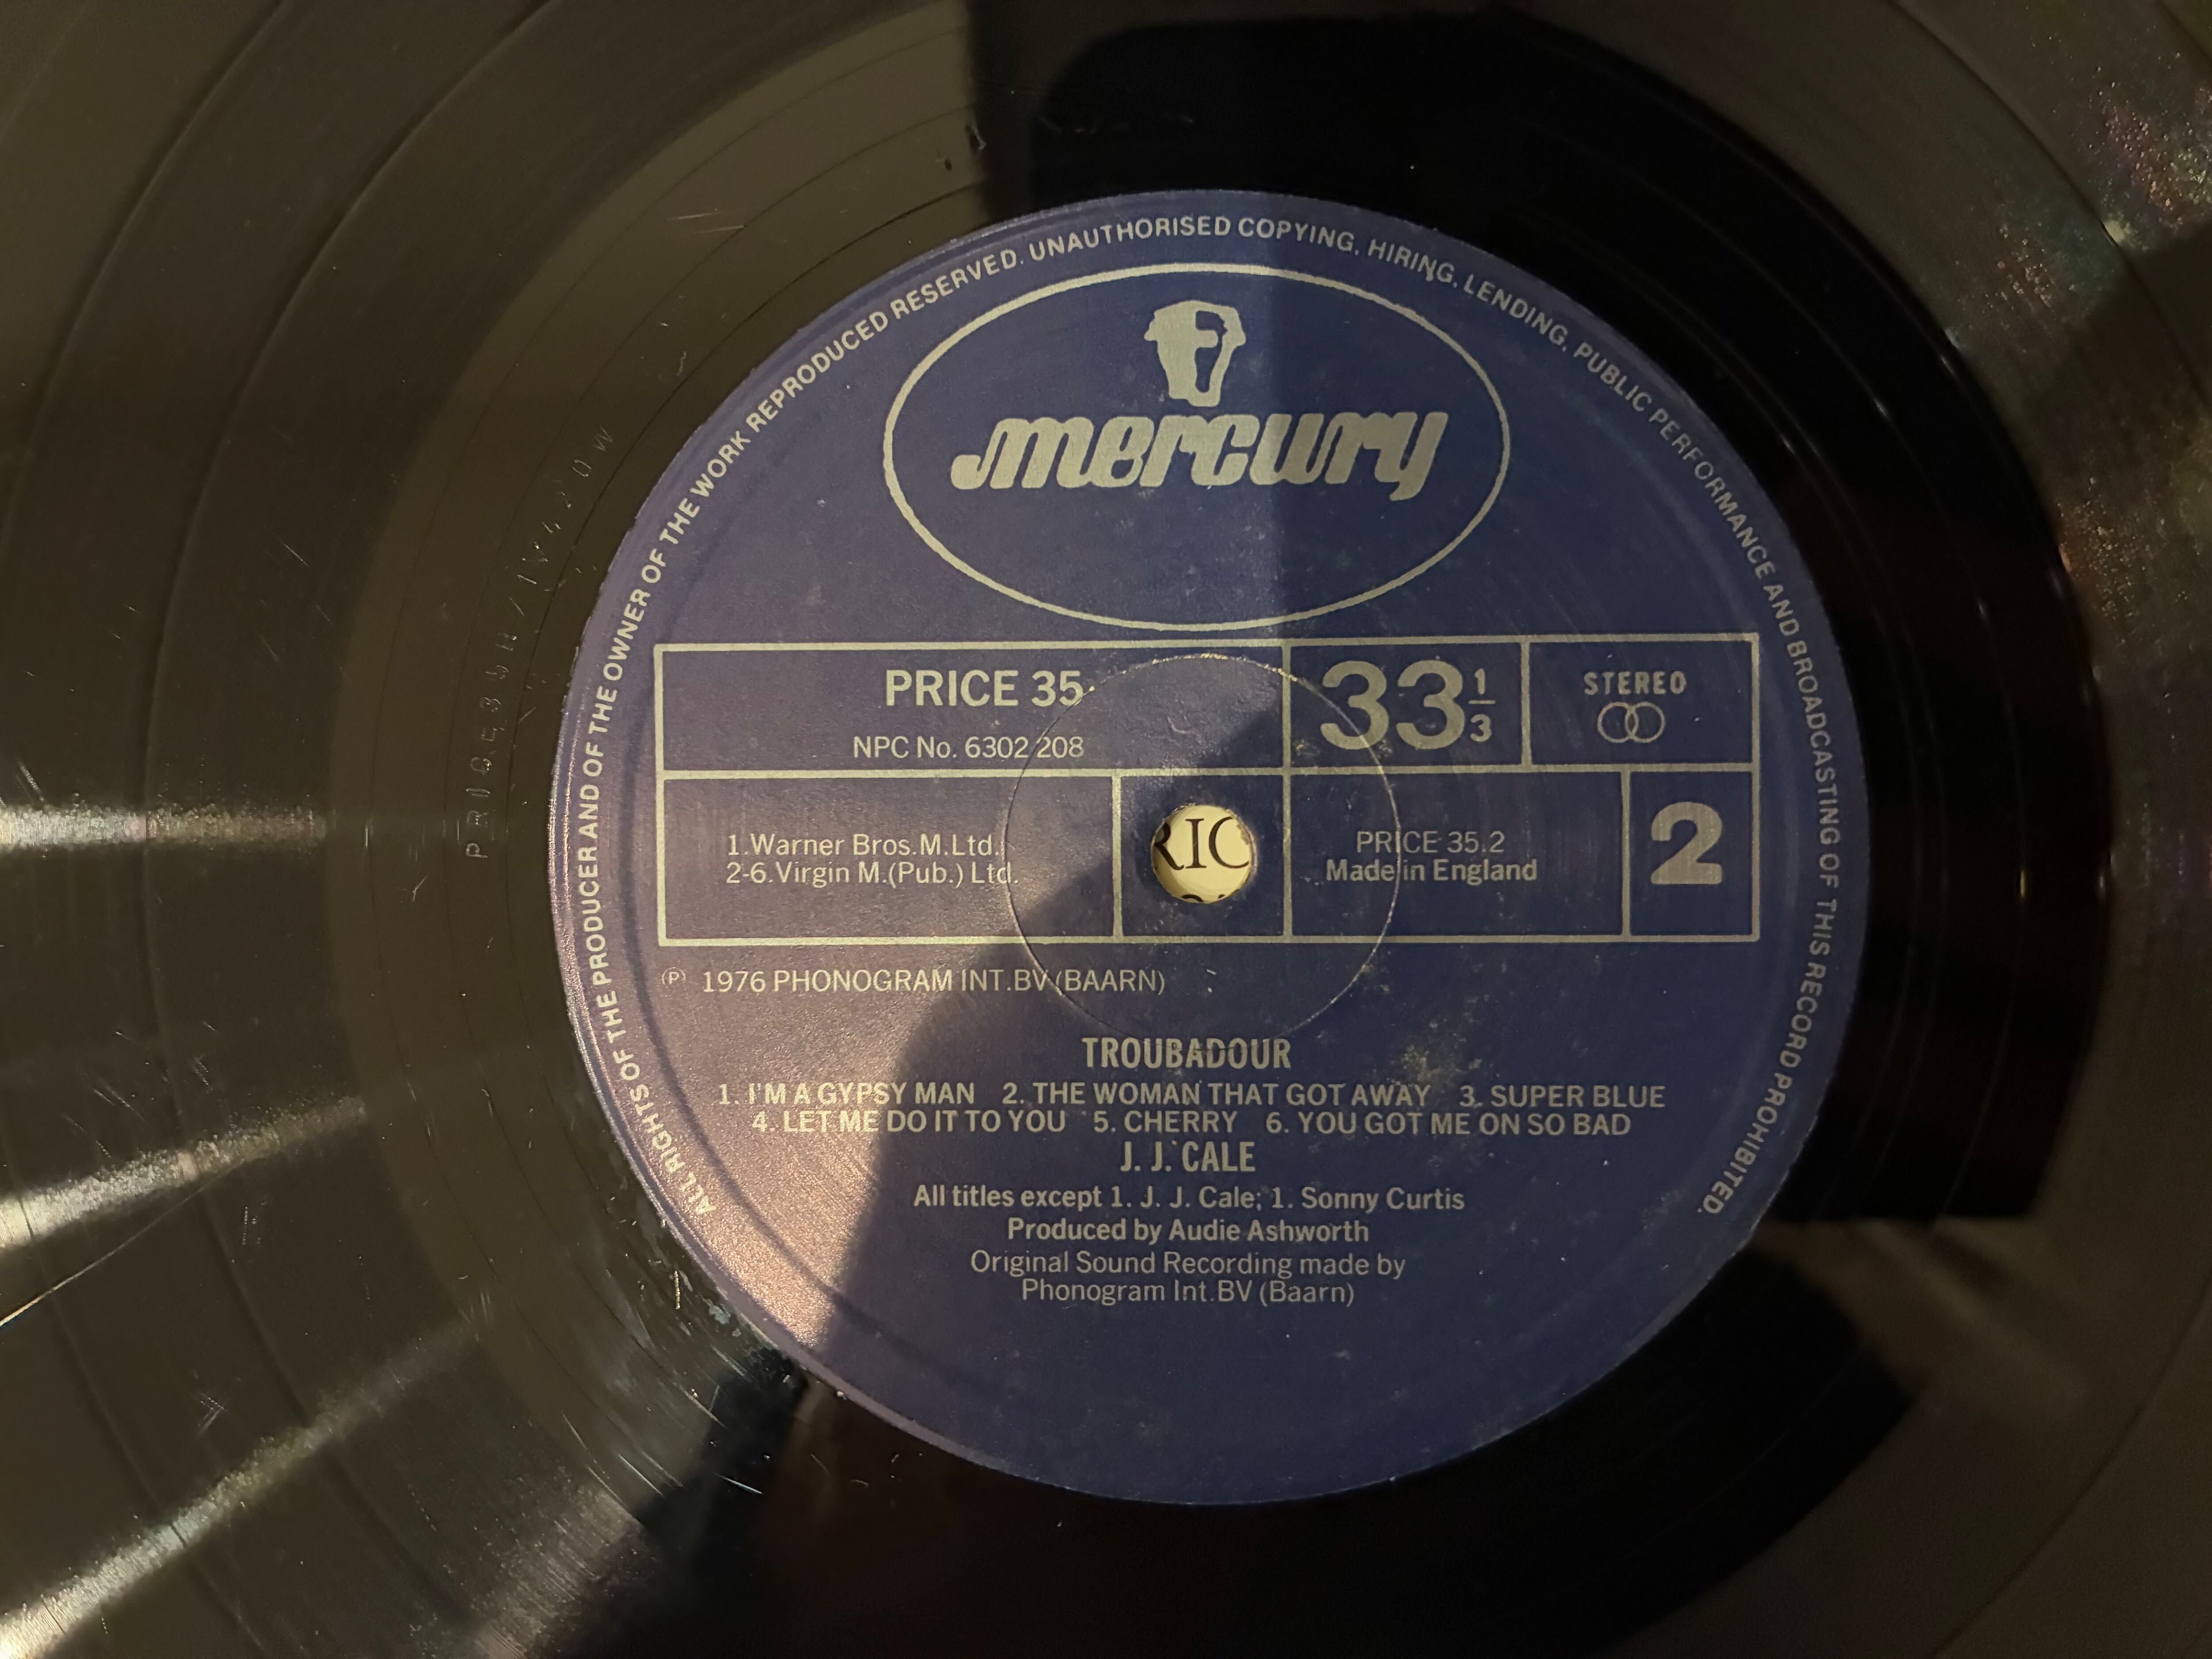 ALL RIGHTS OF THE PRODUCER AND OF THE OWNER OF THE WORK REPRODUCED RESERVED. UNAUTHORISED COPYING, HIRING, LENDING, PUBLIC PERFORMANCE AND BROADCASTING OF THIS RECORD PROHIBITED.
mercury
PRICE 35
NPC No. 6302 208
33 1/3
STEREO
1.Warner Bros.M.Ltd.
2-6.Virgin M.(Pub.) Ltd.
RIC
PRICE 35.2
Made in England
2
℗ 1976 PHONOGRAM INT.BV (BAARN)
TROUBADOUR
1. I'M A GYPSY MAN 2. THE WOMAN THAT GOT AWAY 3. SUPER BLUE
4. LET ME DO IT TO YOU 5. CHERRY 6. YOU GOT ME ON SO BAD
J. J. CALE
All titles except 1. J. J. Cale; 1. Sonny Curtis
Produced by Audie Ashworth
Original Sound Recording made by
Phonogram Int.BV (Baarn)